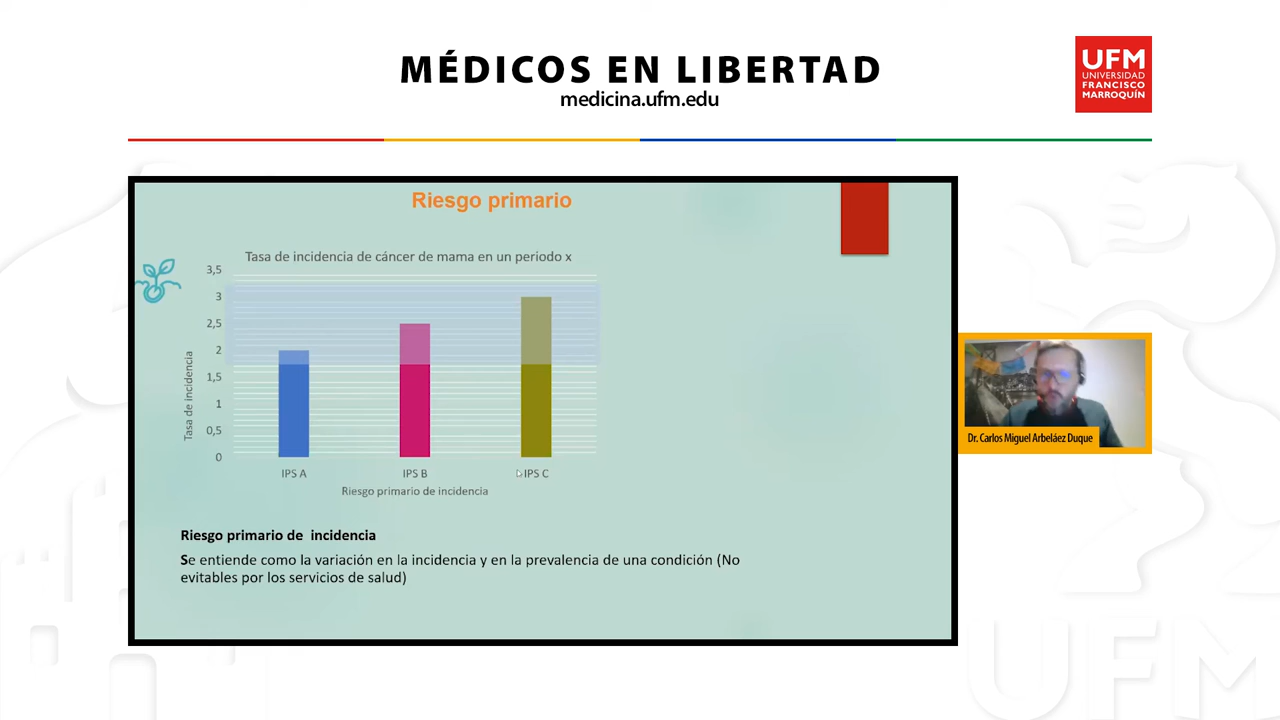 MÉDICOS EN LIBERTAD
medicina.ufm.edu
UFM
UNIVERSIDAD
FRANCISCO
MARROQUÍN
Riesgo primario
Tasa de incidencia de cáncer de mama en un periodo x
3,5
3
2,5
2
1,5
1
0,5
0
Tasa de incidencia
IPS A
IPS B
IPS C
Riesgo primario de incidencia
Riesgo primario de  incidencia
Se entiende como la variación en la incidencia y en la prevalencia de una condición (No
evitables por los servicios de salud)
Dr. Carlos Miguel Arbeláez Duque
UFM